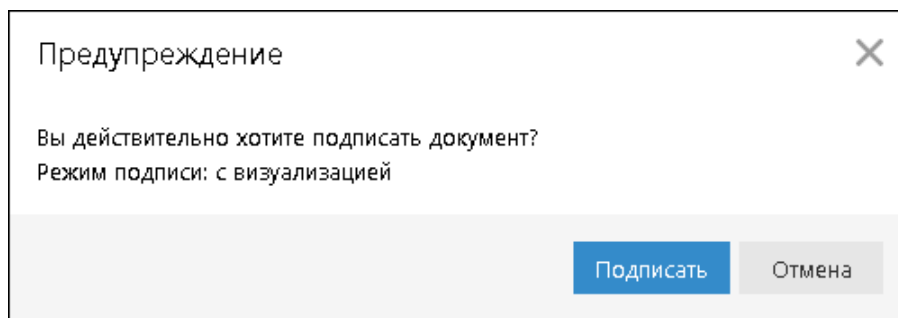 Предупреждение
Вы действительно хотите подписать документ?
Режим подписи: с визуализацией
Подписать
Отмена